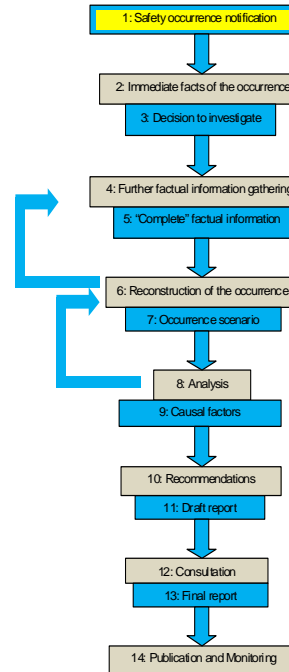 1: Safety occurrence notification
2: Immediate facts of the occurrence
3: Decision to investigate
4: Further factual information gathering
5: “Complete” factual information
6: Reconstruction of the occurrence
7: Occurrence scenario
8: Analysis
9: Causal factors
10: Recommendations
11: Draft report
12: Consultation
13: Final report
14: Publication and Monitoring